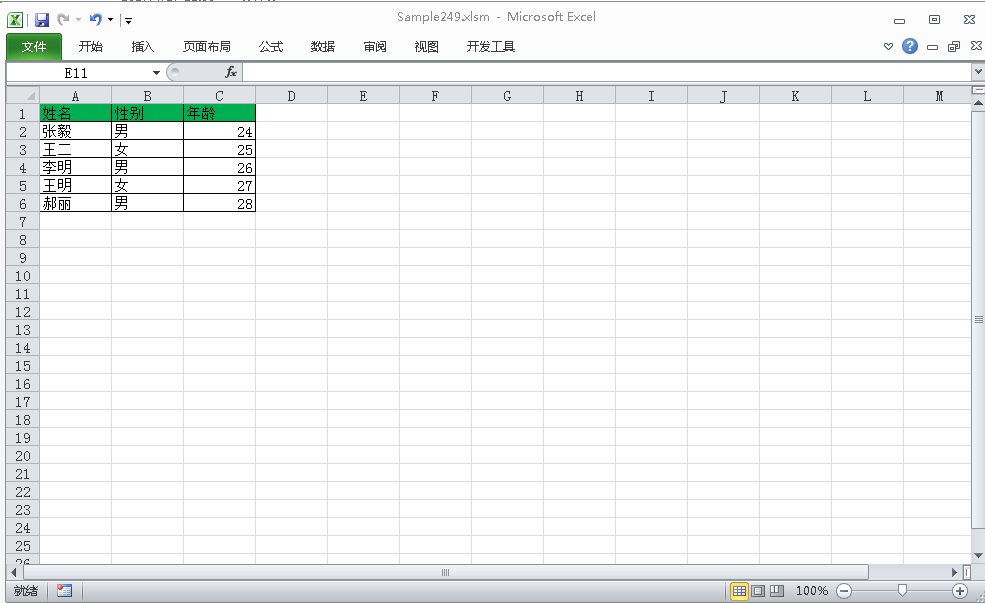 Sample249.xlsm - Microsoft Excel
文件 开始 插入 页面布局 公式 数据 审阅 视图 开发工具
E11 fx
A B C D E F G H I J K L M
1 姓名 性别 年龄
2 张毅 男 24
3 王二 女 25
4 李明 男 26
5 王明 女 27
6 郝丽 男 28
7
8
9
10
11
12
13
14
15
16
17
18
19
20
21
22
23
24
25
26
就绪 100%